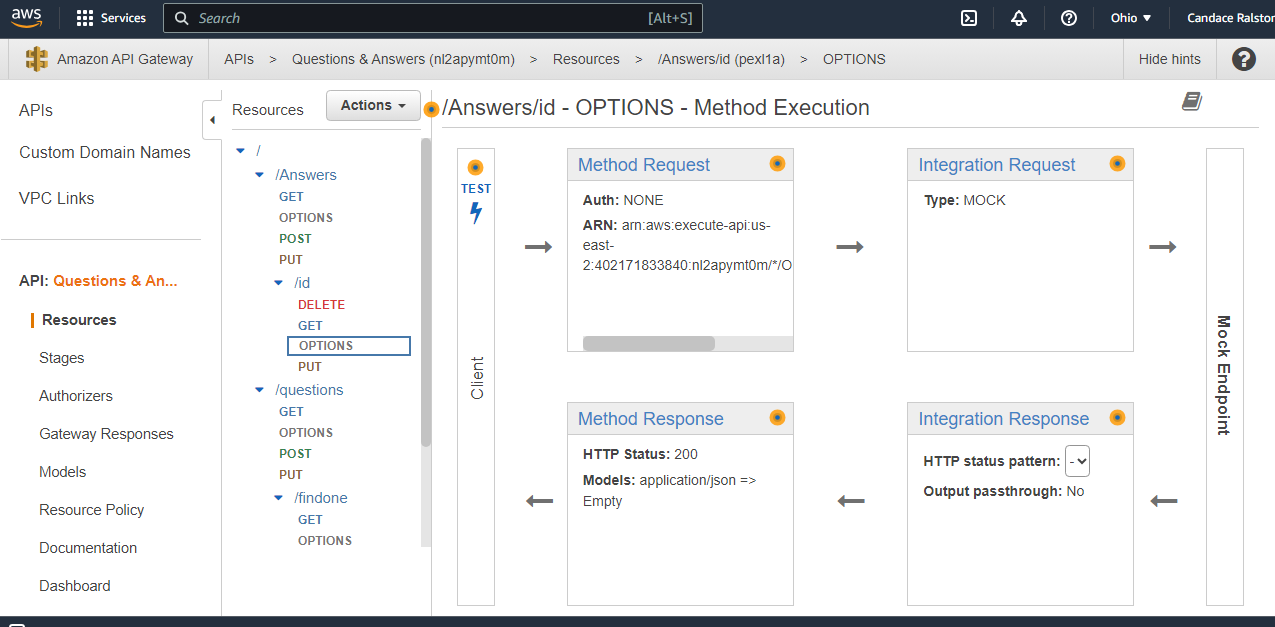 aws
Services
Search
[Alt+S]
Ohio ▼
Candace Ralston
Amazon API Gateway
APIs > Questions & Answers (nl2apymt0m) > Resources > /Answers/id (pexl1a) > OPTIONS
Hide hints
?
APIs
Custom Domain Names
VPC Links
API: Questions & An...
Resources
Stages
Authorizers
Gateway Responses
Models
Resource Policy
Documentation
Dashboard
Resources
Actions
/
/Answers
GET
OPTIONS
POST
PUT
/id
DELETE
GET
OPTIONS
PUT
/questions
GET
OPTIONS
POST
PUT
/findone
GET
OPTIONS
/Answers/id - OPTIONS - Method Execution
TEST
Client
Method Request
Auth: NONE
ARN: arn:aws:execute-api:us-
east-
2:402171833840:nl2apymt0m/*/O
Integration Request
Type: MOCK
Mock Endpoint
Method Response
HTTP Status: 200
Models: application/json =>
Empty
Integration Response
HTTP status pattern: -
Output passthrough: No